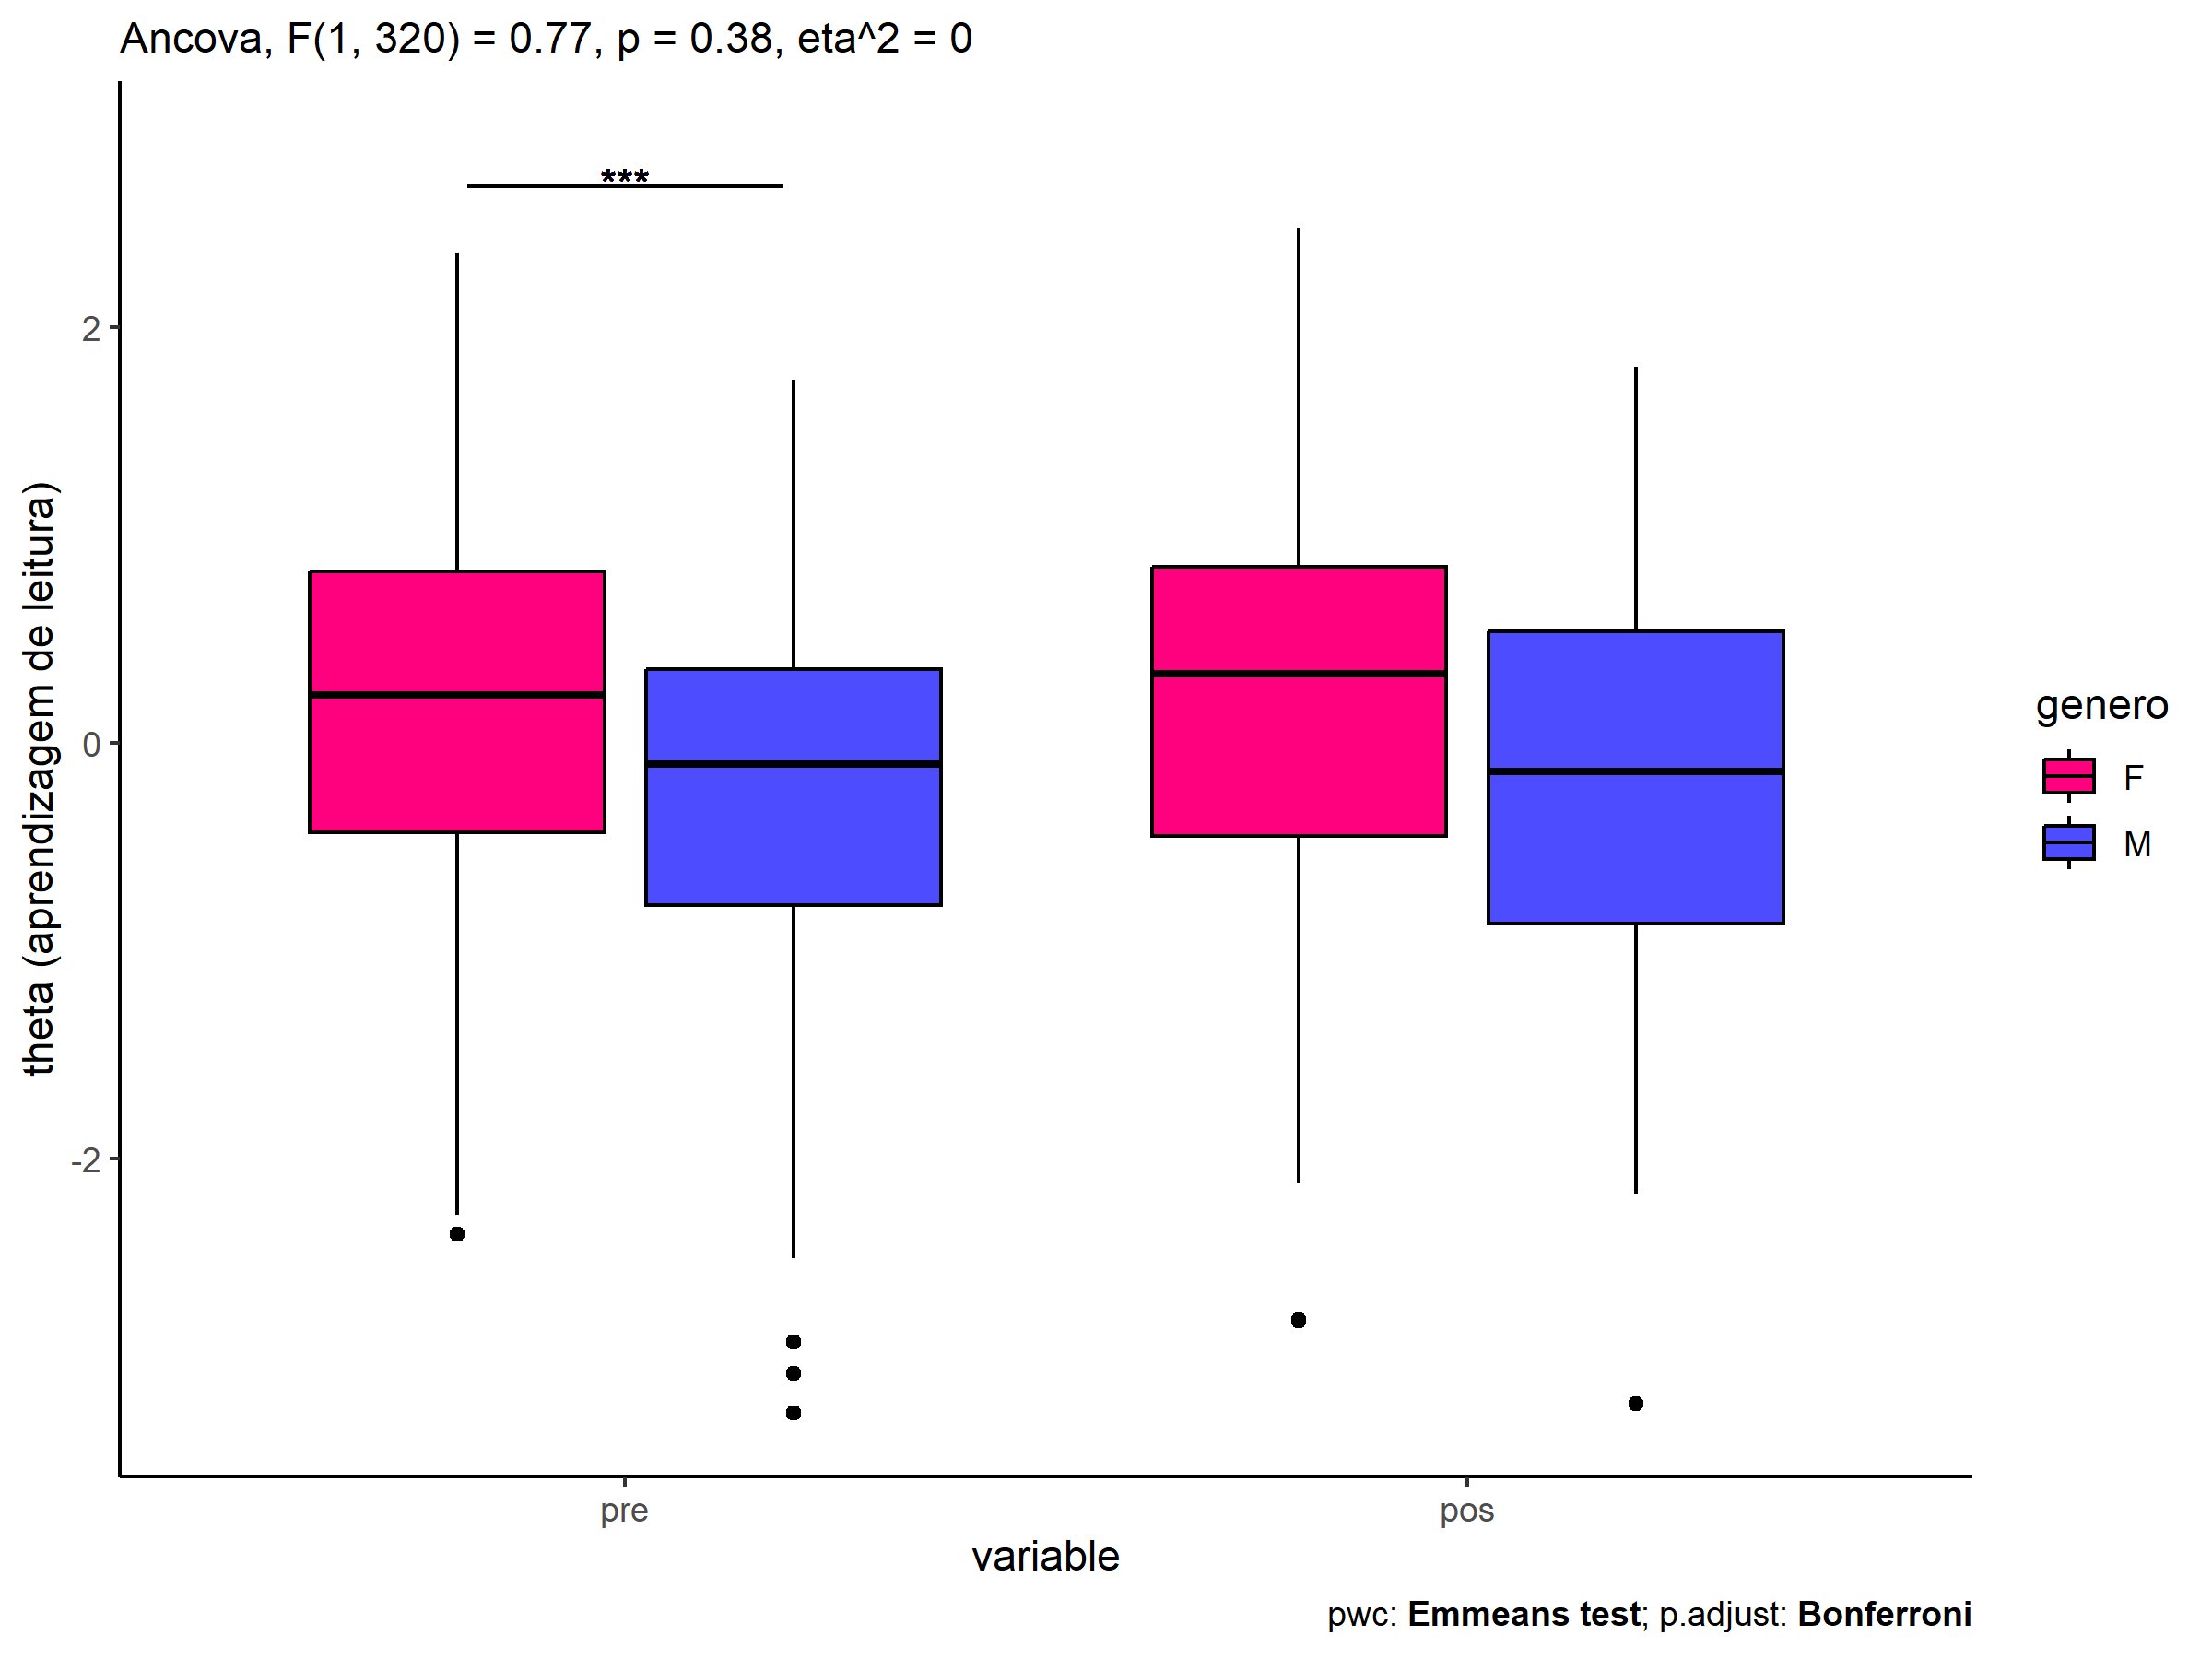 Ancova, F(1, 320) = 0.77, p = 0.38, eta^2 = 0
***
theta (aprendizagem de leitura)
2
0
-2
genero
F
M
pre
pos
variable
pwc: Emmeans test; p.adjust: Bonferroni